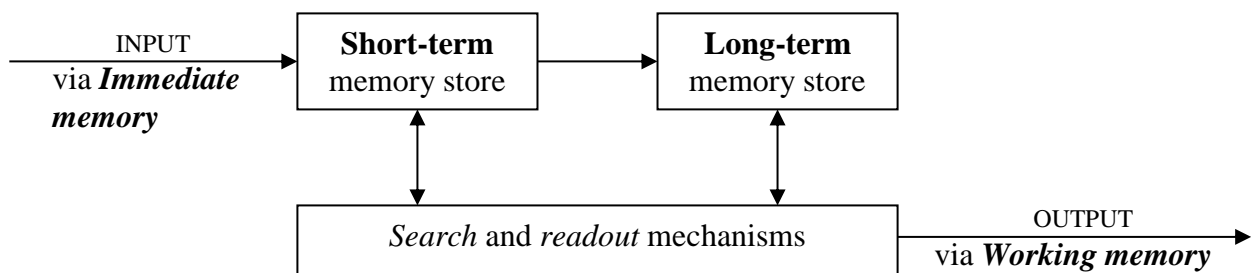 INPUT
via Immediate
memory
Short-term
memory store
Long-term
memory store
Search and readout mechanisms
OUTPUT
via Working memory